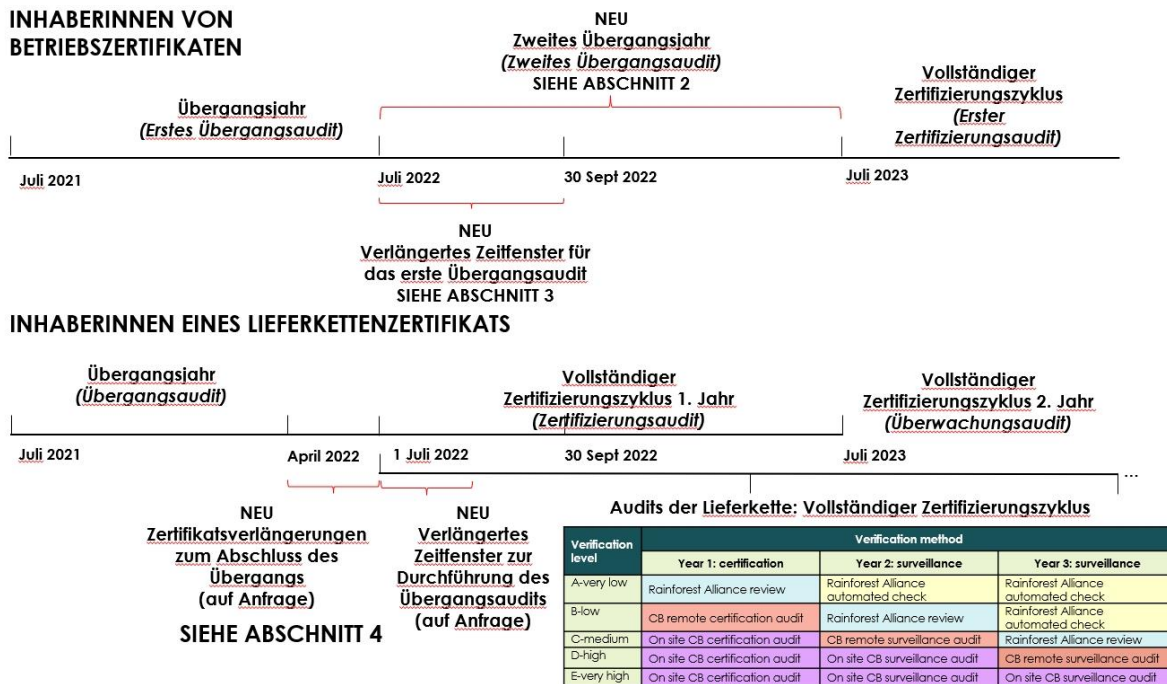 INHABERINNEN VON
BETRIEBSZERTIFIKATEN
NEU
Zweites Übergangsjahr
(Zweites Übergangsaudit)
SIEHE ABSCHNITT 2
Übergangsjahr
(Erstes Übergangsaudit)
Vollständiger
Zertifizierungszyklus
(Erster
Zertifizierungsaudit)
Juli 2021
Juli 2022
30 Sept 2022
Juli 2023
NEU
Verlängertes Zeitfenster für
das erste Übergangsaudit
SIEHE ABSCHNITT 3
INHABERINNEN EINES LIEFERKETTENZERTIFIKATS
Übergangsjahr
(Übergangsaudit)
Vollständiger
Zertifizierungszyklus 1. Jahr
(Zertifizierungsaudit)
Vollständiger
Zertifizierungszyklus 2. Jahr
(Überwachungsaudit)
Juli 2021
April 2022
1 Juli 2022
30 Sept 2022
Juli 2023
...
NEU
Zertifikatsverlängerungen
zum Abschluss des
Übergangs
(auf Anfrage)
SIEHE ABSCHNITT 4
NEU
Verlängertes
Zeitfenster zur
Durchführung des
Übergangsaudits
(auf Anfrage)
Audits der Lieferkette: Vollständiger Zertifizierungszyklus
Verification level
Verification method
Year 1: certification
Year 2: surveillance
Year 3: surveillance
A-very low
Rainforest Alliance review
Rainforest Alliance automated check
Rainforest Alliance automated check
B-low
CB remote certification audit
Rainforest Alliance review
Rainforest Alliance automated check
C-medium
On site CB certification audit
CB remote surveillance audit
Rainforest Alliance review
D-high
On site CB certification audit
On site CB surveillance audit
CB remote surveillance audit
E-very high
On site CB certification audit
On site CB surveillance audit
On site CB surveillance audit